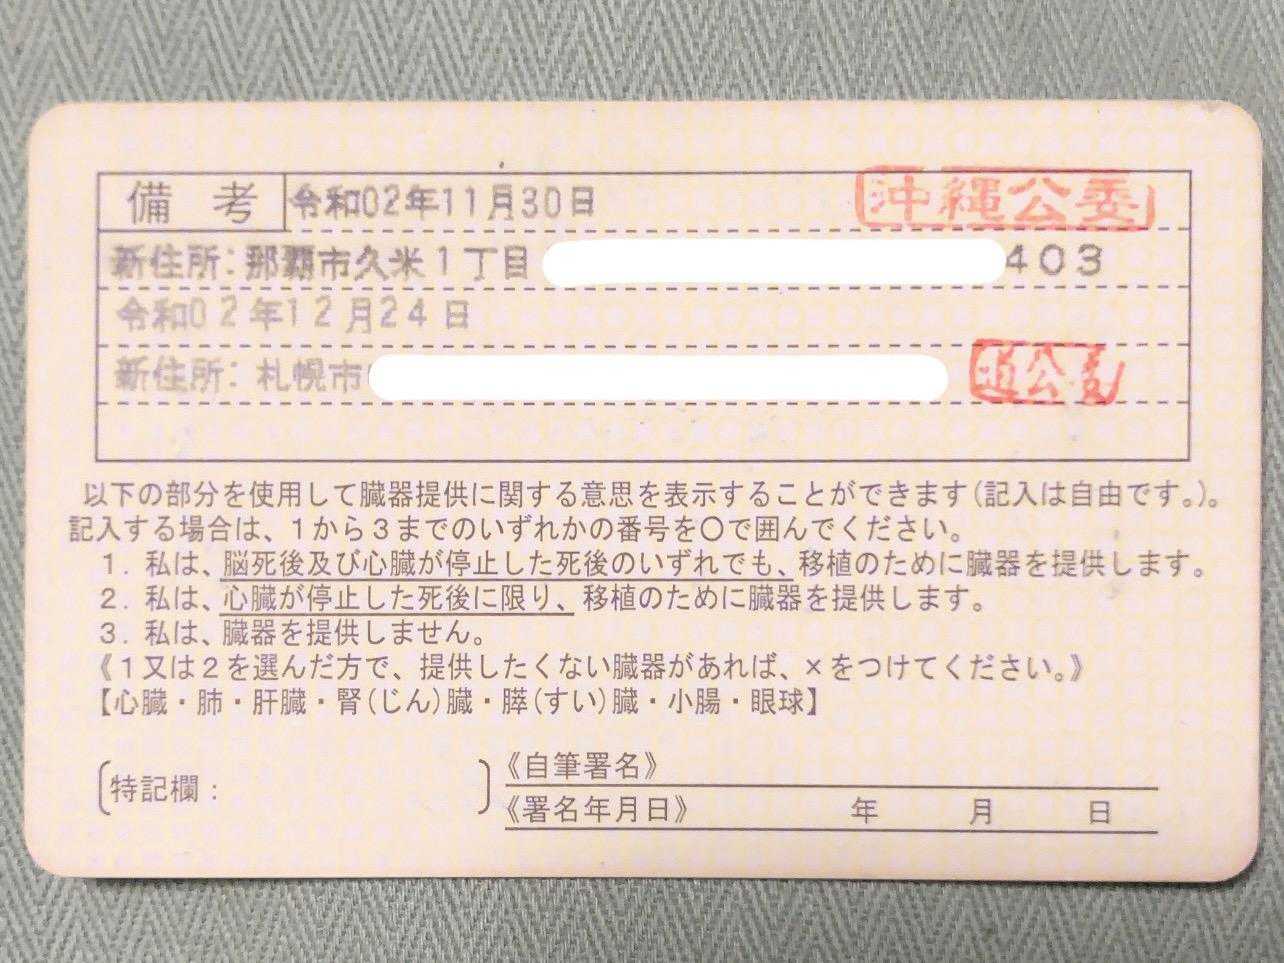 備考 令和02年11月30日 沖縄公委
新住所：那覇市久米1丁目 403
令和02年12月24日
新住所：札幌市 道公委
以下の部分を使用して臓器提供に関する意思を表示することができます(記入は自由です。)。
記入する場合は、1から3までのいずれかの番号を〇で囲んでください。
1. 私は、脳死後及び心臓が停止した死後のいずれでも、移植のために臓器を提供します。
2. 私は、心臓が停止した死後に限り、移植のために臓器を提供します。
3. 私は、臓器を提供しません。
《1又は2を選んだ方で、提供したくない臓器があれば、×をつけてください。》
【心臓・肺・肝臓・腎(じん)臓・膵(すい)臓・小腸・眼球】
〔特記欄： 〕
《自筆署名》
《署名年月日》 年 月 日